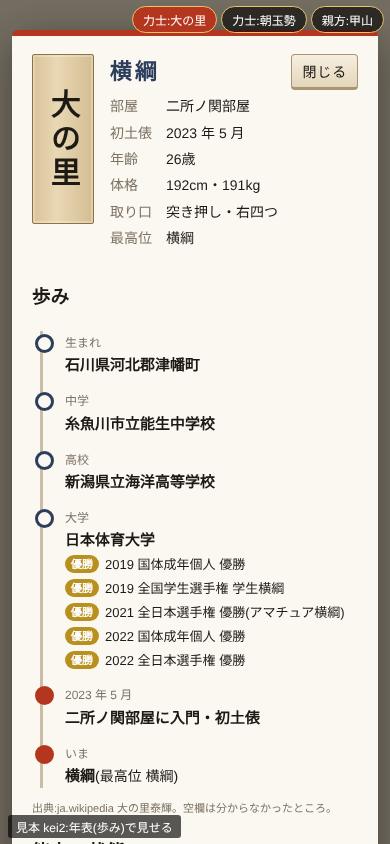 力士:大の里
力士:朝玉勢
親方:甲山
大の里
横綱
閉じる
部屋 二所ノ関部屋
初土俵 2023 年 5 月
年齢 26歳
体格 192cm・191kg
取り口 突き押し・右四つ
最高位 横綱
歩み
生まれ
石川県河北郡津幡町
中学
糸魚川市立能生中学校
高校
新潟県立海洋高等学校
大学
日本体育大学
優勝 2019 国体成年個人 優勝
優勝 2019 全国学生選手権 学生横綱
優勝 2021 全日本選手権 優勝(アマチュア横綱)
優勝 2022 国体成年個人 優勝
優勝 2022 全日本選手権 優勝
2023 年 5 月
二所ノ関部屋に入門・初土俵
いま
横綱(最高位 横綱)
出典:ja.wikipedia 大の里泰輝。空欄は分からなかったところ。
見本 kei2:年表(歩み)で見せる